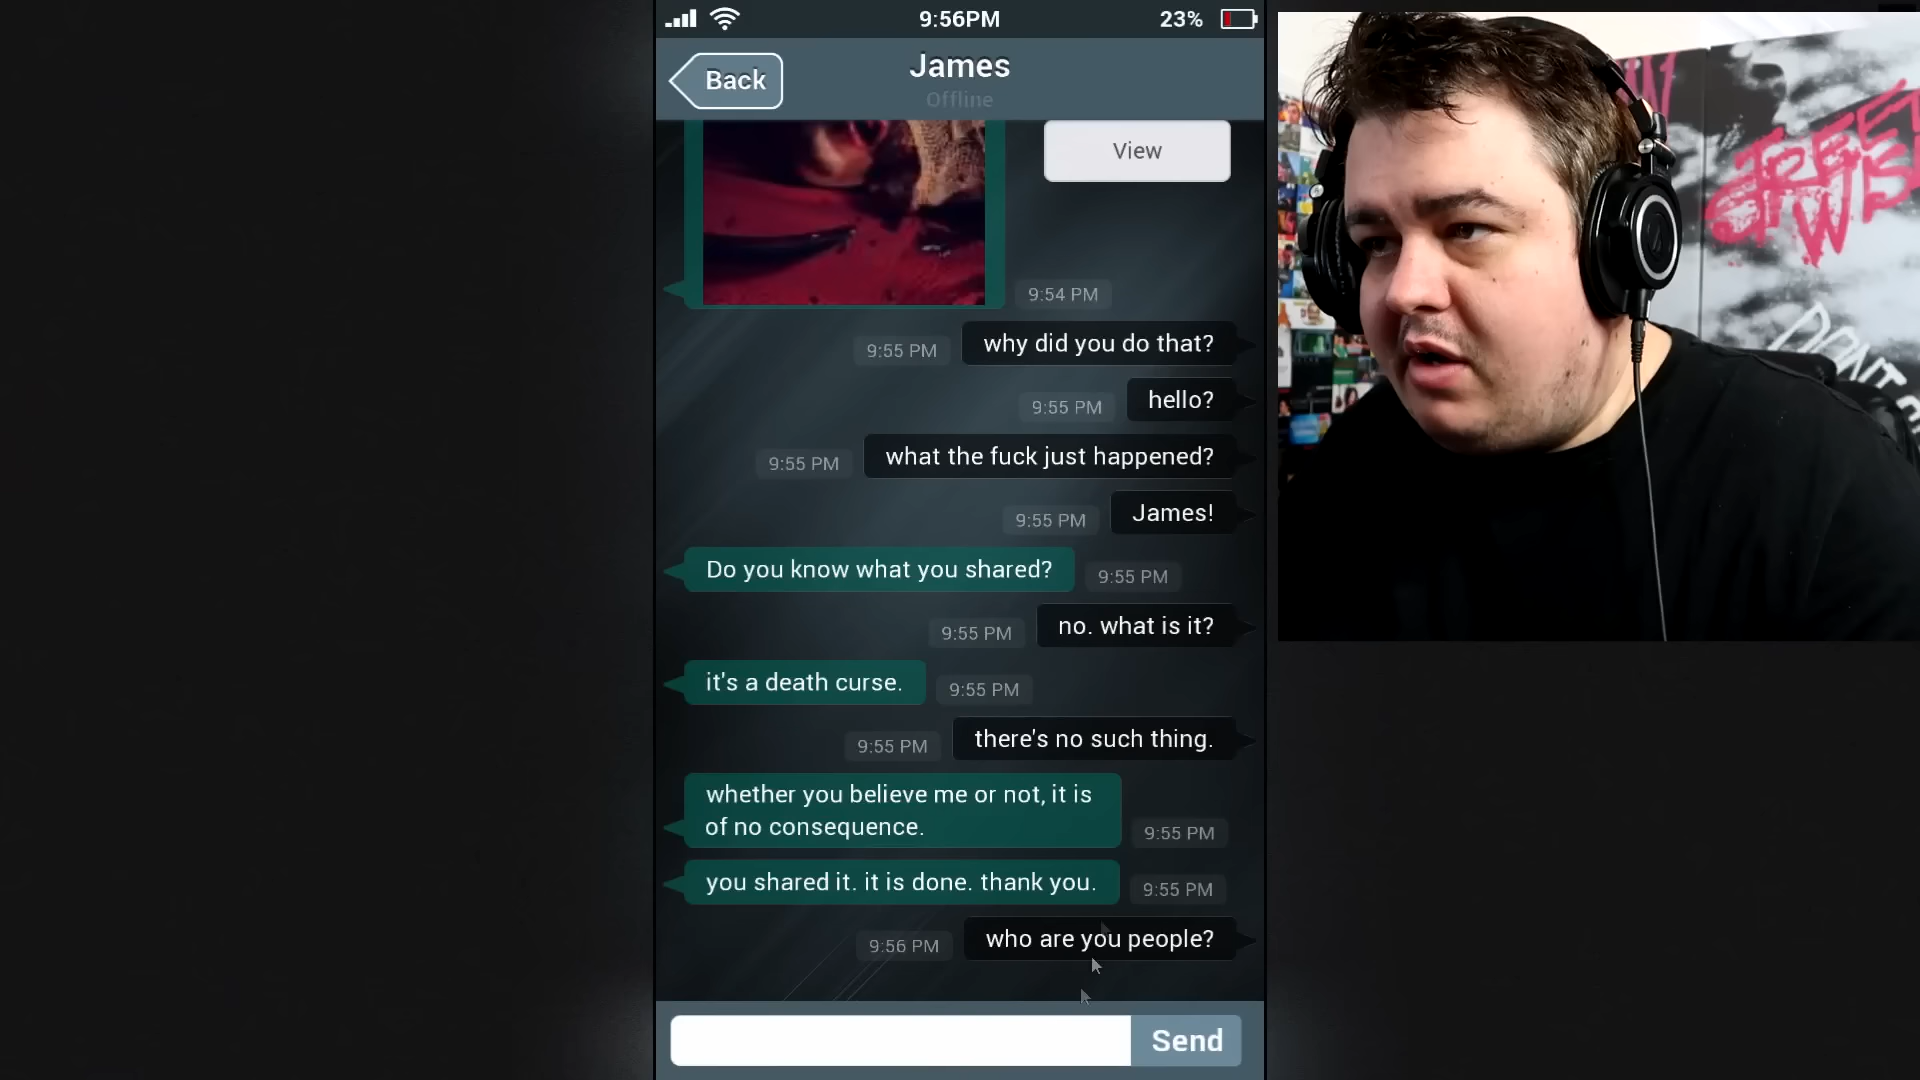 9:56PM
23%
Back
James
Offline
View
9:54 PM
why did you do that?
9:55 PM
hello?
9:55 PM
what the fuck just happened?
9:55 PM
James!
9:55 PM
Do you know what you shared?
9:55 PM
no. what is it?
9:55 PM
it's a death curse.
9:55 PM
there's no such thing.
9:55 PM
whether you believe me or not, it is
of no consequence.
9:55 PM
you shared it. it is done. thank you.
9:55 PM
who are you people?
9:56 PM
Send
DON'T